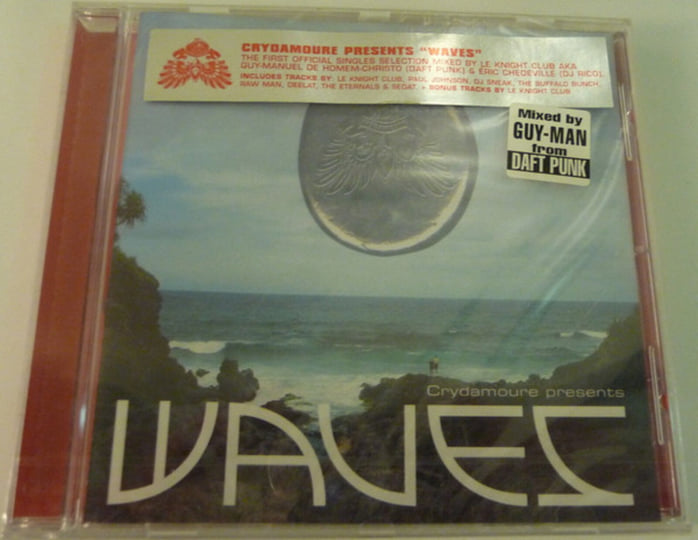 CRYDAMOURE PRESENTS "WAVES"
THE FIRST OFFICIAL SINGLES SELECTION MIXED BY LE KNIGHT CLUB AKA
GUY-MANUEL DE HOMEM-CHRISTO (DAFT PUNK) & ÉRIC CHEDEVILLE (DJ RICO).
INCLUDES TRACKS BY: LE KNIGHT CLUB, PAUL JOHNSON, DJ SNEAK, THE BUFFALO BUNCH,
RAW MAN, DEELAT, THE ETERNALS & SEDAT. + BONUS TRACKS BY LE KNIGHT CLUB
Mixed by
GUY-MAN
from
DAFT PUNK
Crydamoure presents
WAVES